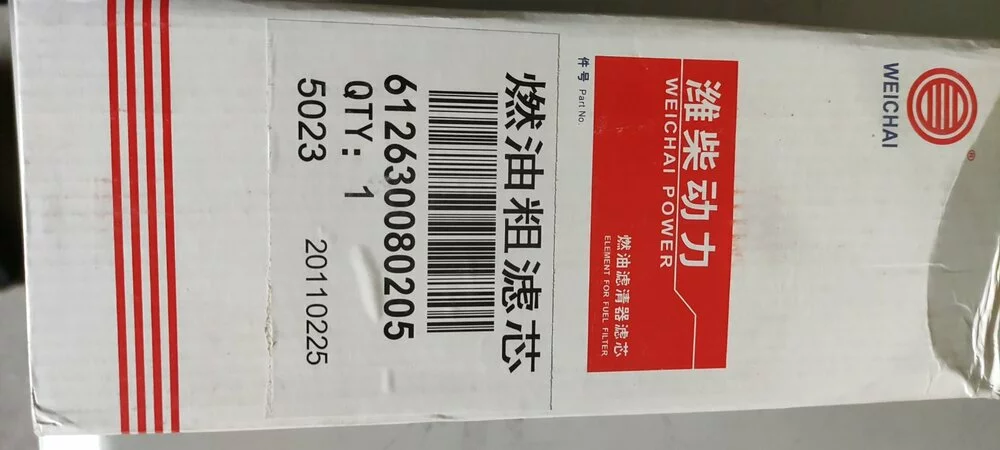 WEICHAI
®
潍柴动力
WEICHAI POWER
燃油滤清器滤芯
ELEMENT FOR FUEL FILTER
件号 Part No.
燃油粗滤芯
612630080205
QTY: 1
5023 20110225